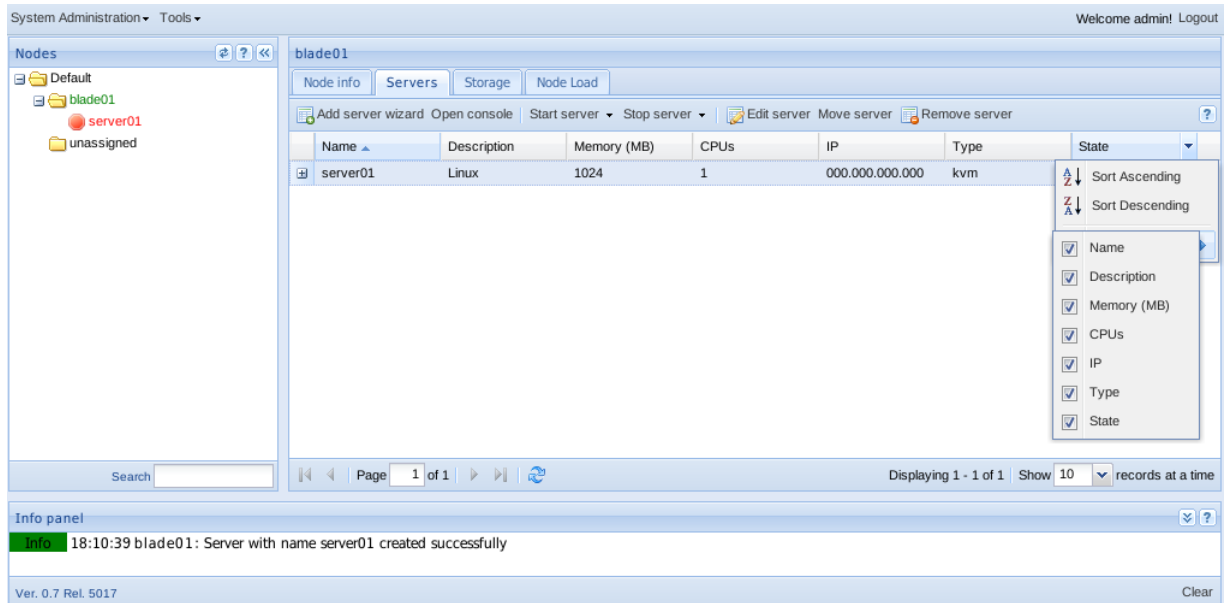 System Administration Tools Welcome admin! Logout
Nodes
Default
blade01
server01
unassigned
Search
blade01
Node info Servers Storage Node Load
Add server wizard Open console Start server Stop server Edit server Move server Remove server
Name Description Memory (MB) CPUs IP Type State
server01 Linux 1024 1 000.000.000.000 kvm
Sort Ascending
Sort Descending
Name
Description
Memory (MB)
CPUs
IP
Type
State
Page 1 of 1 Displaying 1 - 1 of 1 Show 10 records at a time
Info panel
Info 18:10:39 blade01: Server with name server01 created successfully
Ver. 0.7 Rel. 5017 Clear